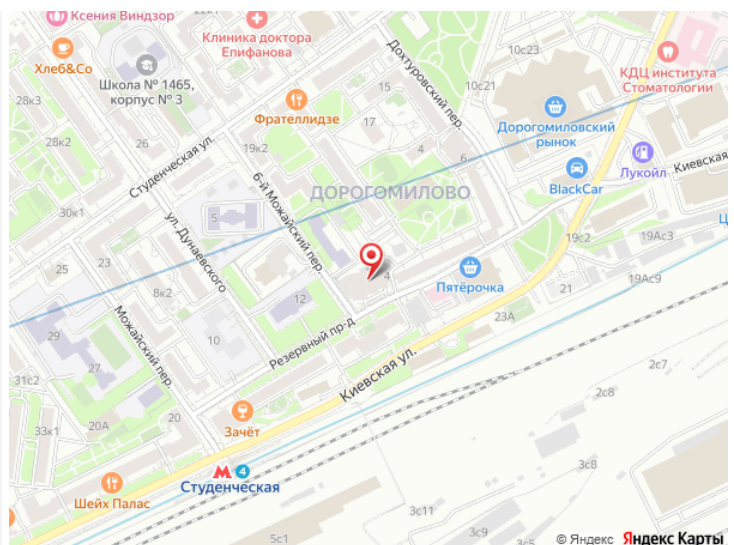 22к1
Ксения Виндзор
Клиника доктора
Епифанова
Хлеб&Co
Школа № 1465,
корпус № 3
10с23
10с21
КДЦ института
Стоматологии
28к3
Фрателлидзе
15
17
Дохтуровский пер.
Дорогомиловский
рынок
Лукойл
28к2
26
Студенческая ул.
19к2
4
6
Киевская
BlackCar
6-й Можайский пер.
ДОРОГОМИЛОВО
30к1
5
ул. Дунаевского
19с2
19Ас3
Ц
25
23
8к2
4
Пятёрочка
21
19Ас9
12
29
27
10
Можайский пер.
Резервный пр-д
23А
31с2
Киевская ул.
2с7
2с8
20А
20
33к1
Зачёт
М 4
Студенческая
Шейх Палас
3с8
3с11
3с9
3с6
5с1
© Яндекс Яндекс Карты